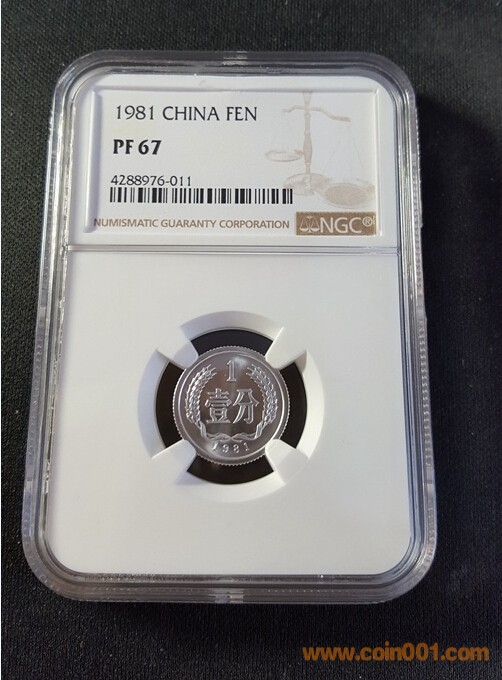 1981 CHINA FEN
PF 67
4288976-011
NUMISMATIC GUARANTY CORPORATION NGC®
1
壹分
1981
www.coin001.com